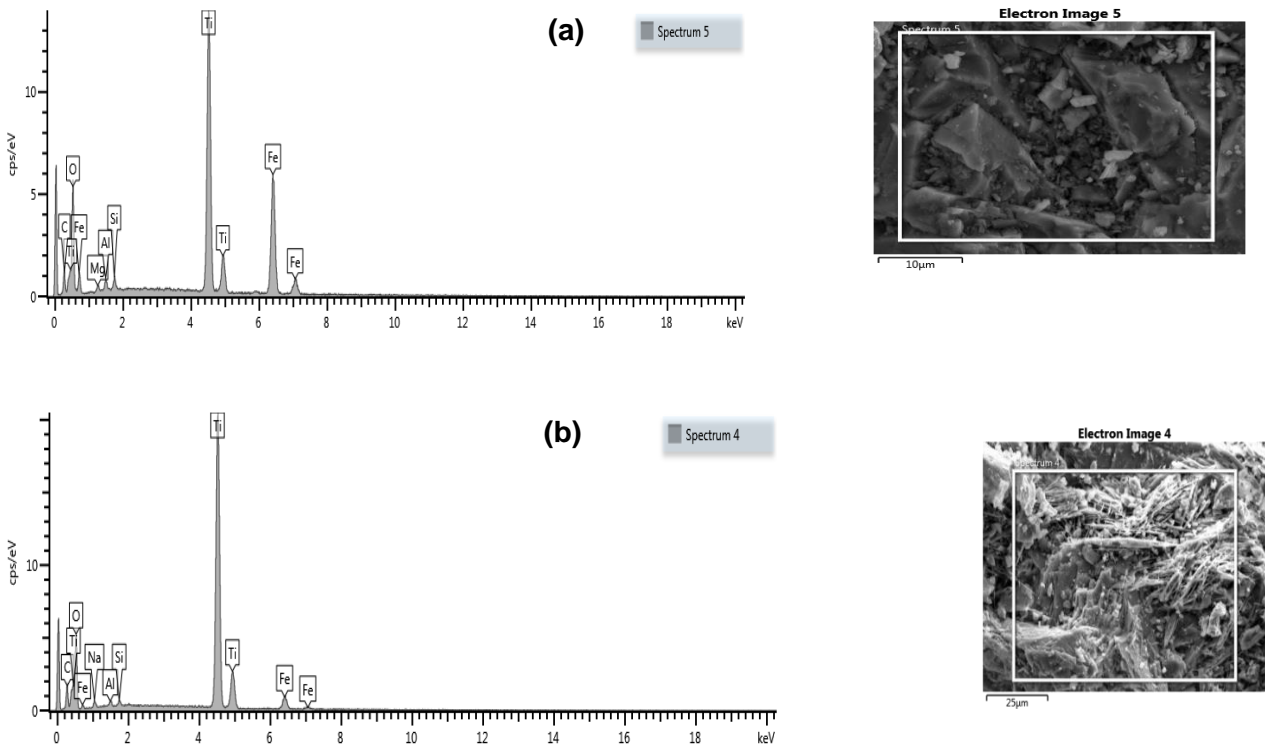 (a)
Spectrum 5
Electron Image 5
Spectrum 5
Ti
10
Fe
O
cps/eV
5
C
Fe
Si
Ti
Al
Ti
Mg
Fe
0
0 2 4 6 8 10 12 14 16 18 keV
10µm
(b)
Spectrum 4
Electron Image 4
Spectrum 4
Ti
10
cps/eV
O
Ti
Na
Si
Ti
C
Fe
Al
Fe
Fe
0
0 2 4 6 8 10 12 14 16 18 keV
25µm